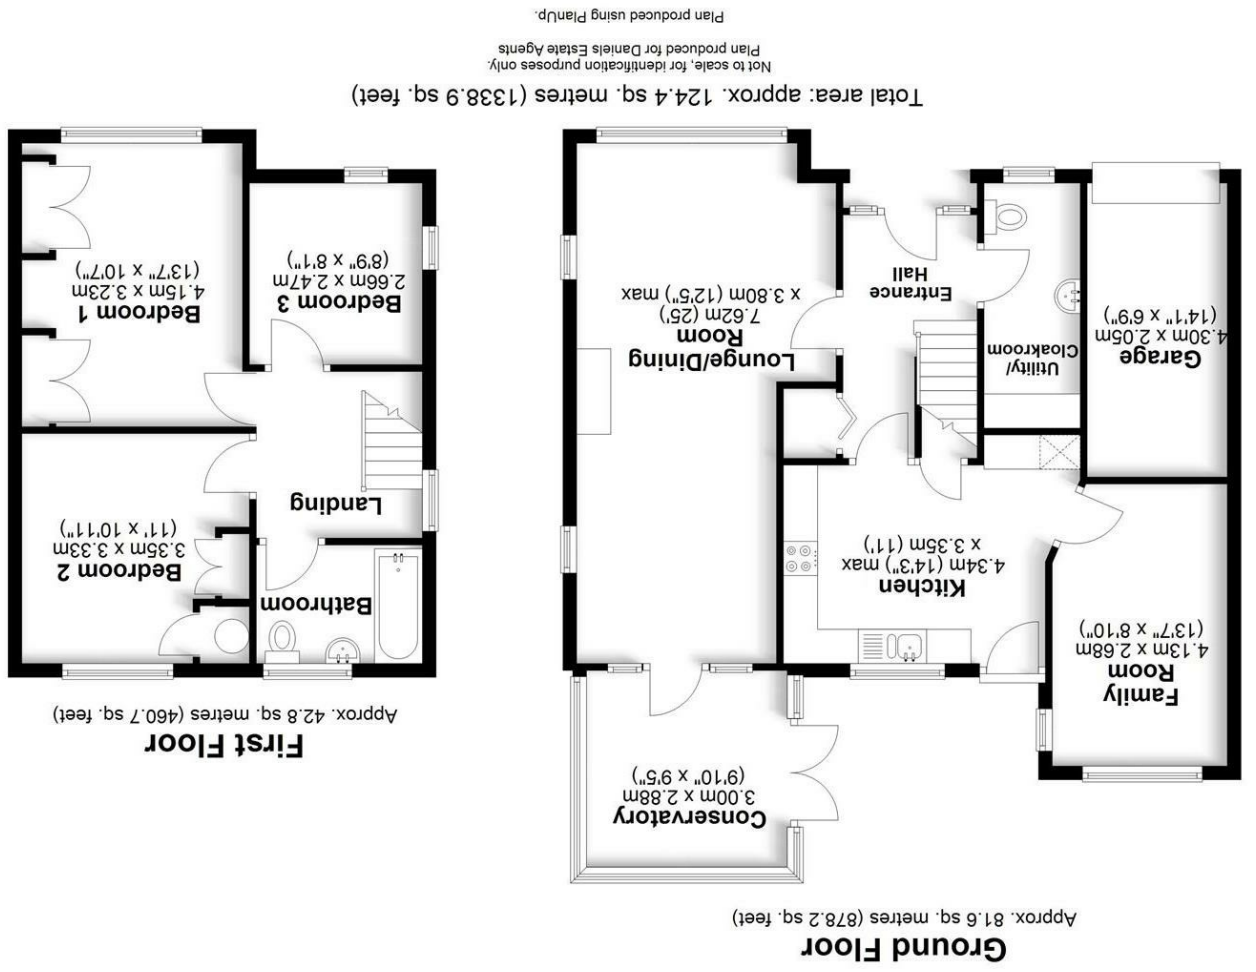 Ground Floor
Approx. 81.6 sq. metres (878.2 sq. feet)
Conservatory
3.00m x 2.88m
(9'10" x 9'5")
Family
Room
4.13m x 2.68m
(13'7" x 8'10")
Kitchen
4.34m (14'3") max
x 3.35m (11')
Lounge/Dining
Room
7.62m (25')
x 3.80m (12'5") max
Utility/
Cloakroom
Garage
4.30m x 2.05m
(14'1" x 6'9")
Entrance
Hall
First Floor
Approx. 42.8 sq. metres (460.7 sq. feet)
Bathroom
Bedroom 2
3.35m x 3.33m
(11' x 10'11")
Landing
Bedroom 3
2.66m x 2.47m
(8'9" x 8'1")
Bedroom 1
4.15m x 3.23m
(13'7" x 10'7")
Total area: approx. 124.4 sq. metres (1338.9 sq. feet)
Not to scale, for identification purposes only.
Plan produced for Daniels Estate Agents
Plan produced using PlanUp.